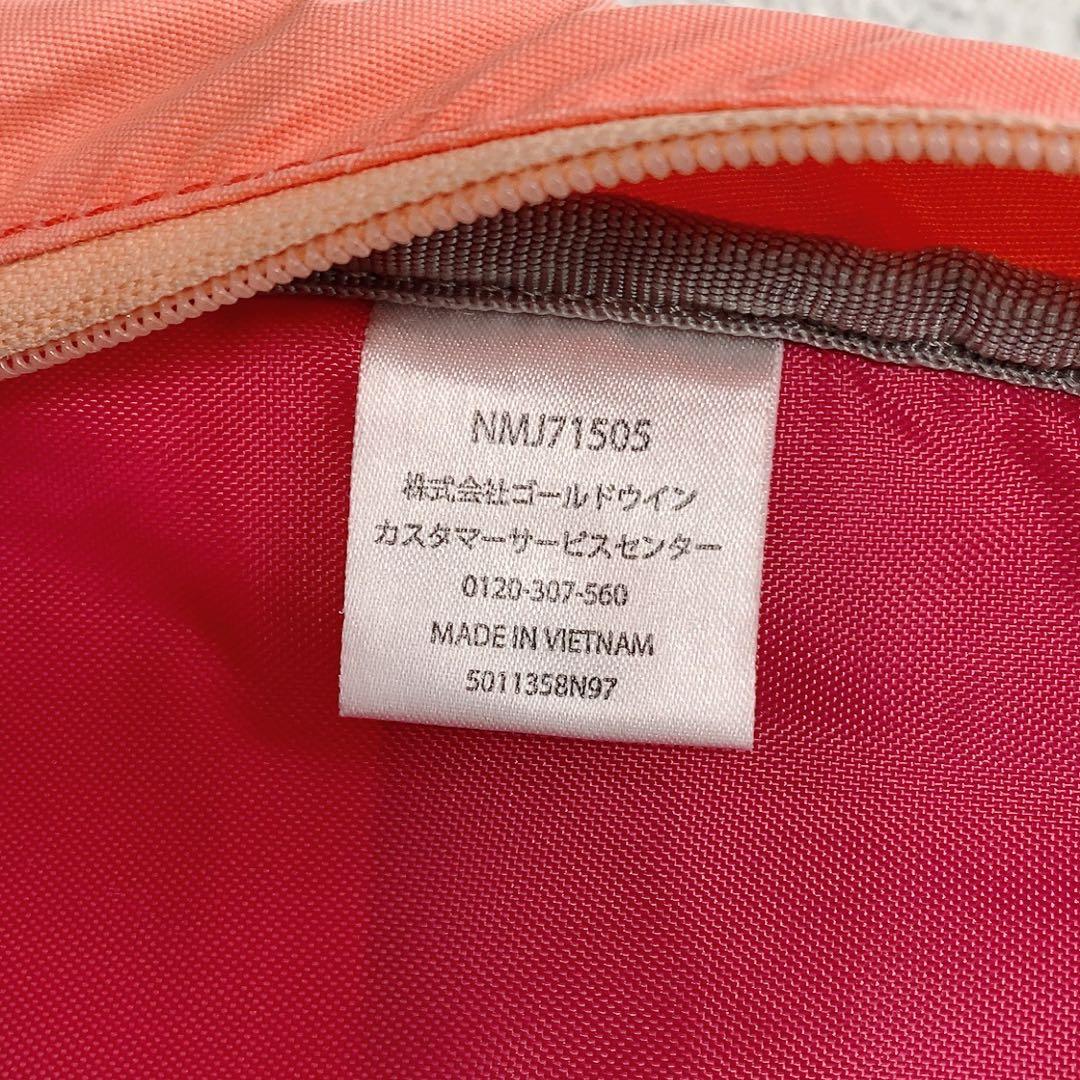 NMJ71505
株式会社ゴールドウイン
カスタマーサービスセンター
0120-307-560
MADE IN VIETNAM
5011358N97